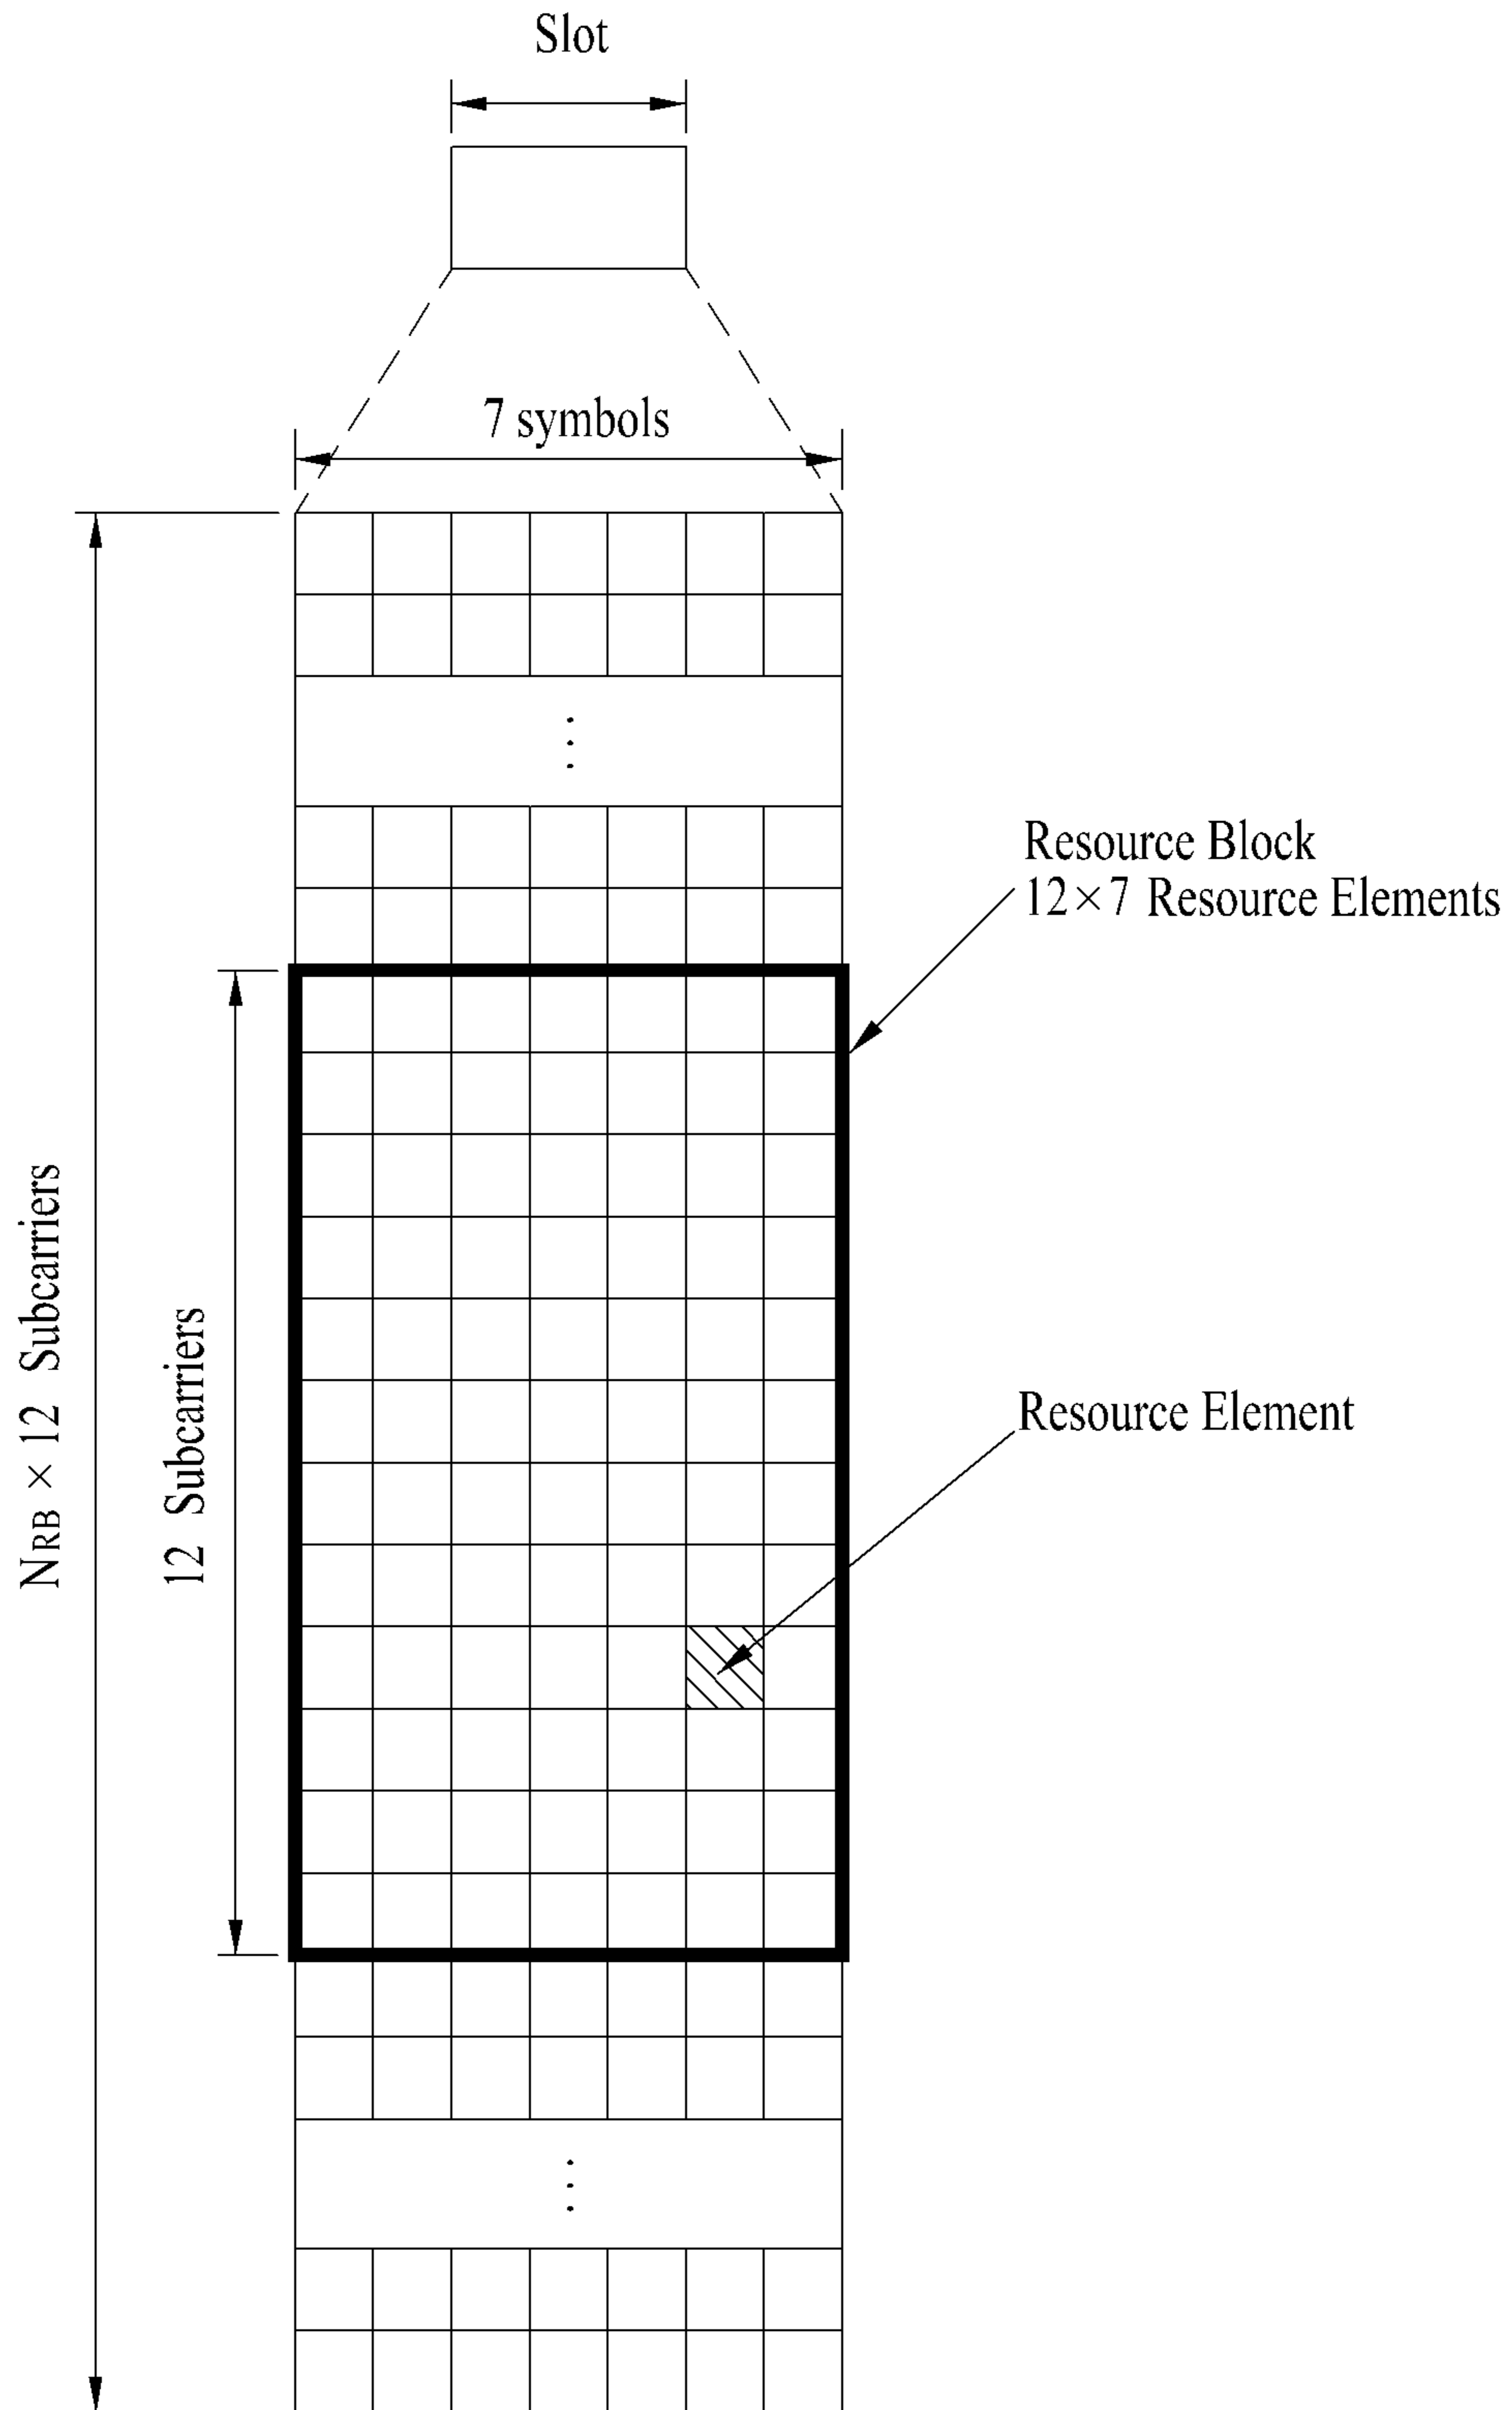 Slot
7 symbols
Resource Block
12×7 Resource Elements
NRB × 12 Subcarriers
12 Subcarriers
Resource Element